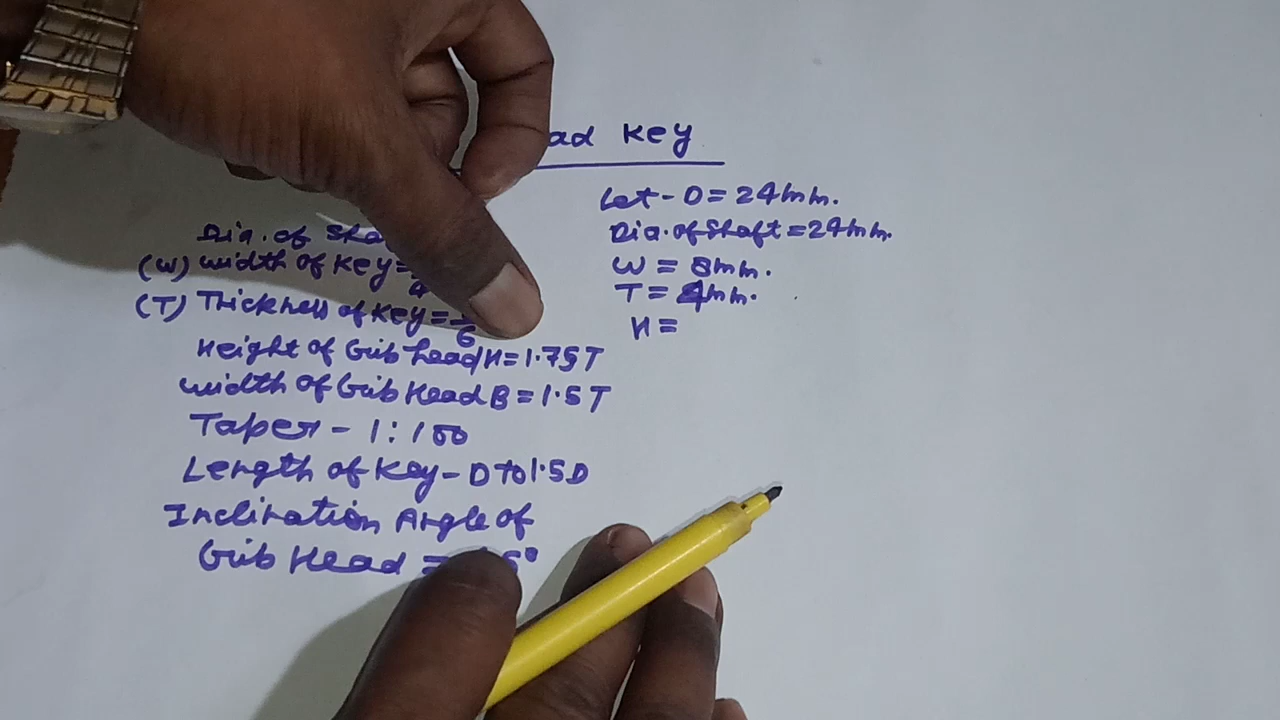 Key
Let - D = 24mm.
Dia. of Shaft = 24mm.
Dia. of
(W) Width of Key =
W = 8mm.
(T) Thickness of Key = 6
T = 4mm.
H =
Height of Gib head H = 1.75T
Width of Gib Head B = 1.5T
Taper - 1:100
Length of Key - D to 1.5D
Inclination Angle of
Gib Head =